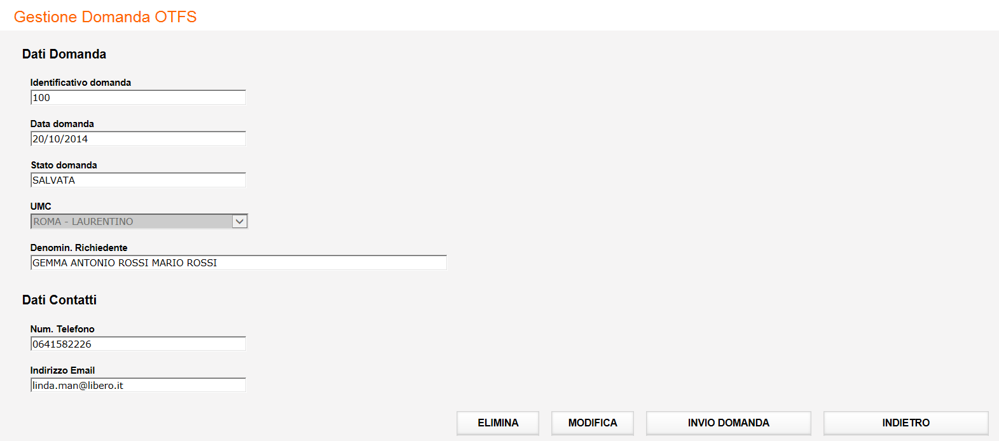 Gestione Domanda OTFS
Dati Domanda
Identificativo domanda
100
Data domanda
20/10/2014
Stato domanda
SALVATA
UMC
ROMA - LAURENTINO
Denomin. Richiedente
GEMMA ANTONIO ROSSI MARIO ROSSI
Dati Contatti
Num. Telefono
0641582226
Indirizzo Email
linda.man@libero.it
ELIMINA MODIFICA INVIO DOMANDA INDIETRO